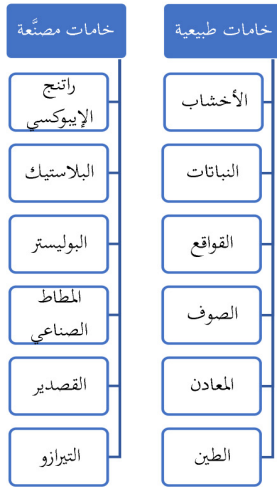 خامات طبيعية
الأخشاب
النباتات
القواقع
الصوف
المعادن
الطين
خامات مصنَّعة
راتنج
الإيبوكسي
البلاستيك
البوليستر
المطاط
الصناعي
القصدير
التيرازو